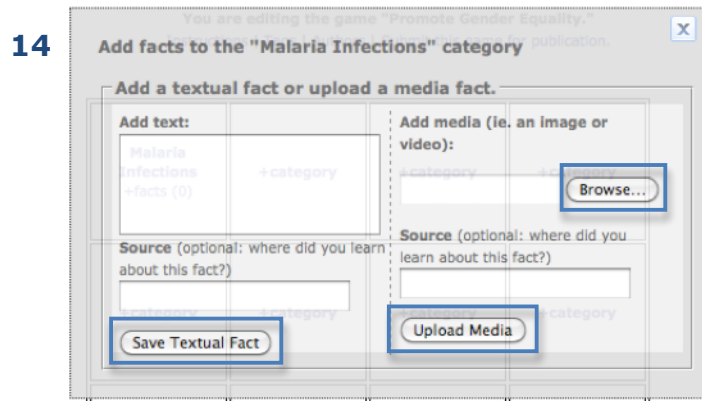 14
You are editing the game "Promote Gender Equality."
x
Add facts to the "Malaria Infections" category
for publication.
Add a textual fact or upload a media fact.
Add text:
Malaria
Infections
+facts (0)
+category
Source (optional: where did you learn
about this fact?)
+category
+category
Save Textual Fact
Add media (ie. an image or
video):
+category
+category
Browse...
Source (optional: where did you
learn about this fact?)
+category
+category
Upload Media